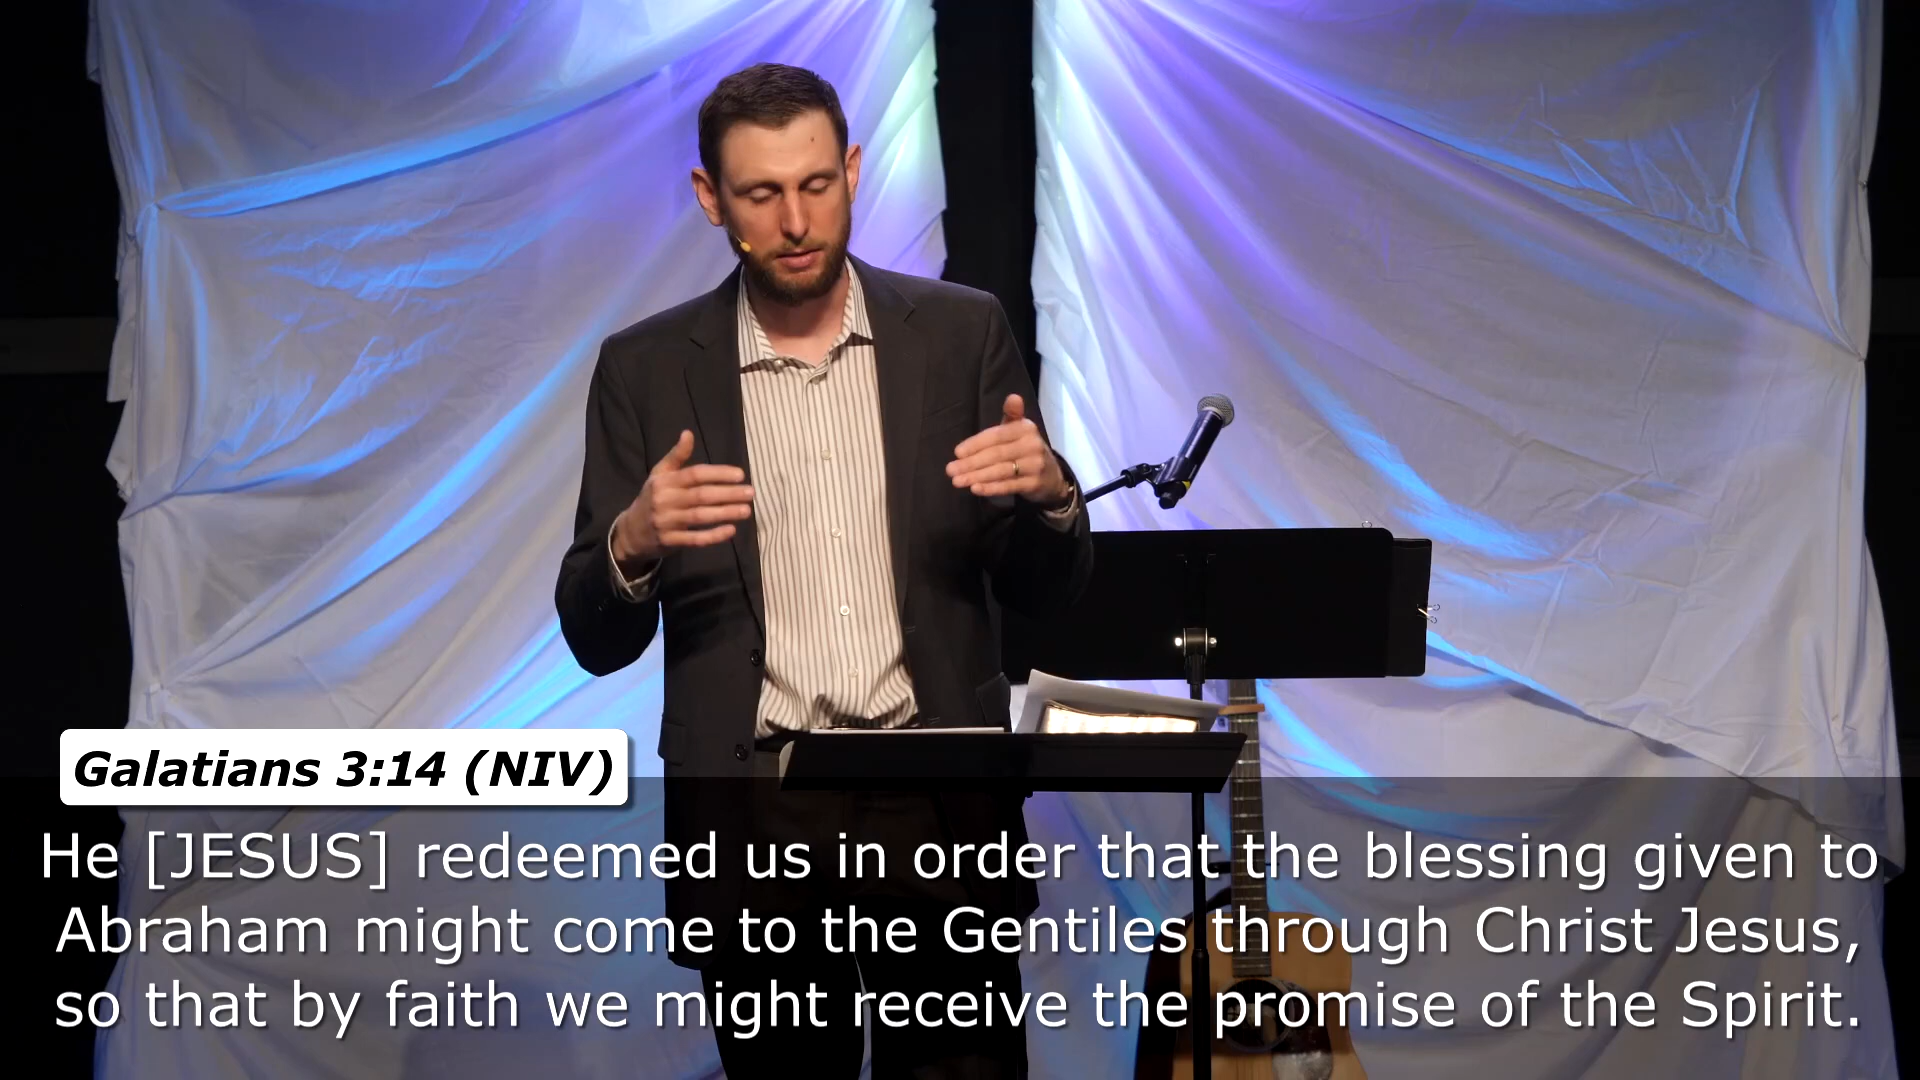 Galatians 3:14 (NIV)
He [JESUS] redeemed us in order that the blessing given to
Abraham might come to the Gentiles through Christ Jesus,
so that by faith we might receive the promise of the Spirit.